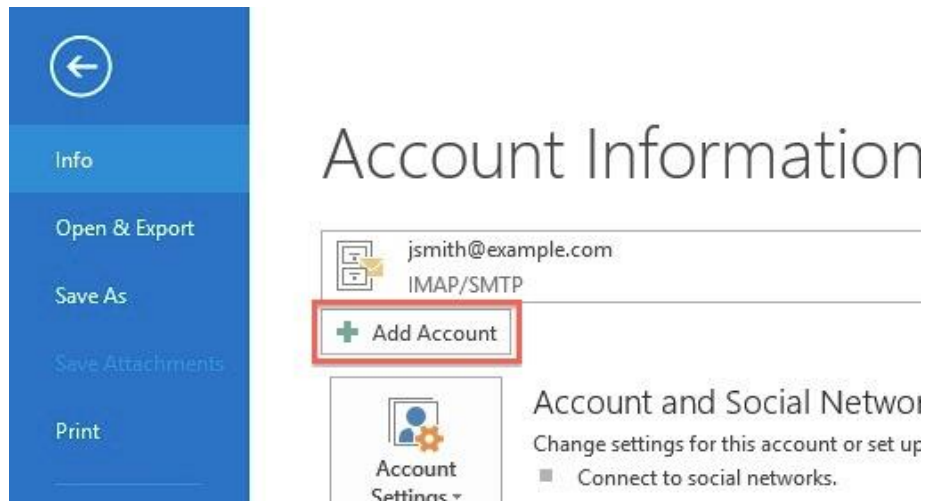 Info
Open & Export
Save As
Save Attachments
Print
Account Information
jsmith@example.com
IMAP/SMTP
Add Account
Account
Settings
Account and Social Networ
Change settings for this account or set up
Connect to social networks.